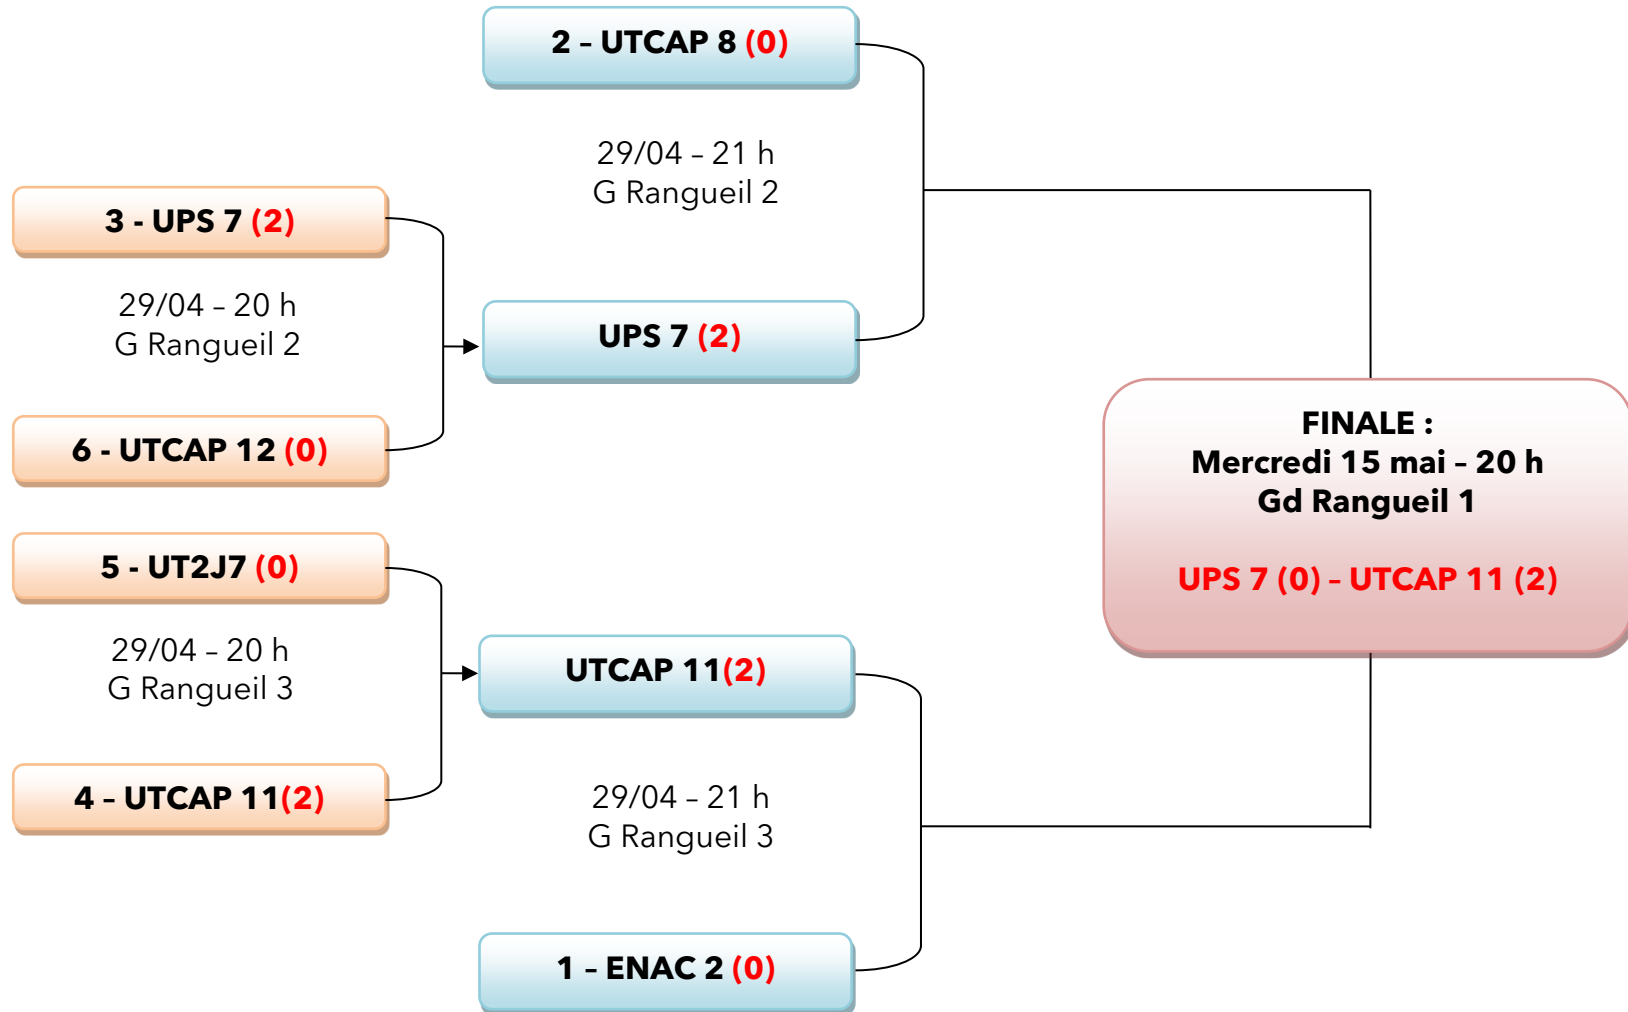 2 – UTCAP 8 (0)
29/04 – 21 h
G Rangueil 2
3 - UPS 7 (2)
29/04 – 20 h
G Rangueil 2
UPS 7 (2)
6 - UTCAP 12 (0)
FINALE :
Mercredi 15 mai – 20 h
Gd Rangueil 1
UPS 7 (0) – UTCAP 11 (2)
5 - UT2J7 (0)
29/04 – 20 h
G Rangueil 3
UTCAP 11(2)
4 – UTCAP 11(2)
29/04 – 21 h
G Rangueil 3
1 – ENAC 2 (0)